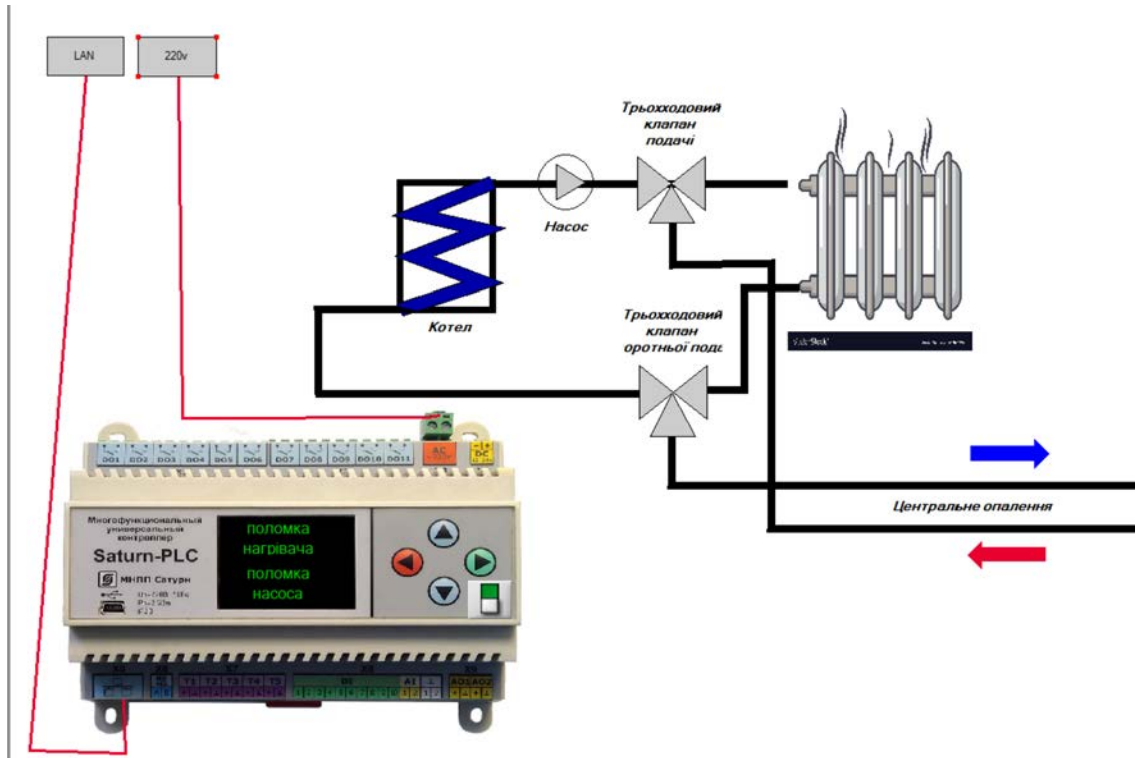 LAN
220v
Трьохходовий
клапан
подачі
Насос
Котел
Трьохходовий
клапан
оротньої пода
Центральне опалення
DO1 DO2 DO3 DO4 DO5 DO6 DO7 DO8 DO9 DO10 DO11 AC DC
Многофункциональный
универсальный
контроллер
Saturn-PLC
МНПП Сатурн
поломка
нагрівача
поломка
насоса
T1 T2 T3 T4 T5
AI
AO1 AO2